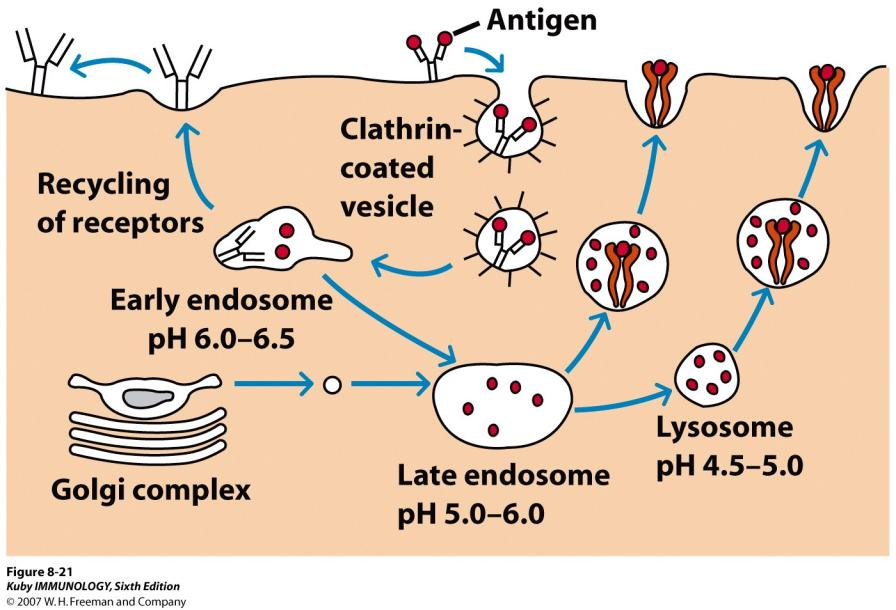 Antigen
Clathrin-
coated
vesicle
Recycling
of receptors
Early endosome
pH 6.0–6.5
Golgi complex
Late endosome
pH 5.0–6.0
Lysosome
pH 4.5–5.0
Figure 8-21
Kuby IMMUNOLOGY, Sixth Edition
© 2007 W. H. Freeman and Company